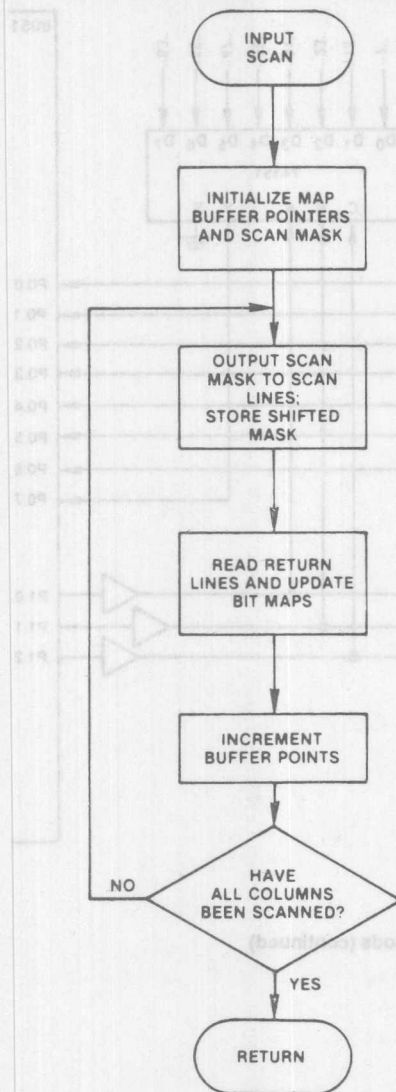 INPUT
SCAN
INITIALIZE MAP
BUFFER POINTERS
AND SCAN MASK
OUTPUT SCAN
MASK TO SCAN
LINES;
STORE SHIFTED
MASK
READ RETURN
LINES AND UPDATE
BIT MAPS
INCREMENT
BUFFER POINTS
HAVE
ALL COLUMNS
BEEN SCANNED?
NO
YES
RETURN